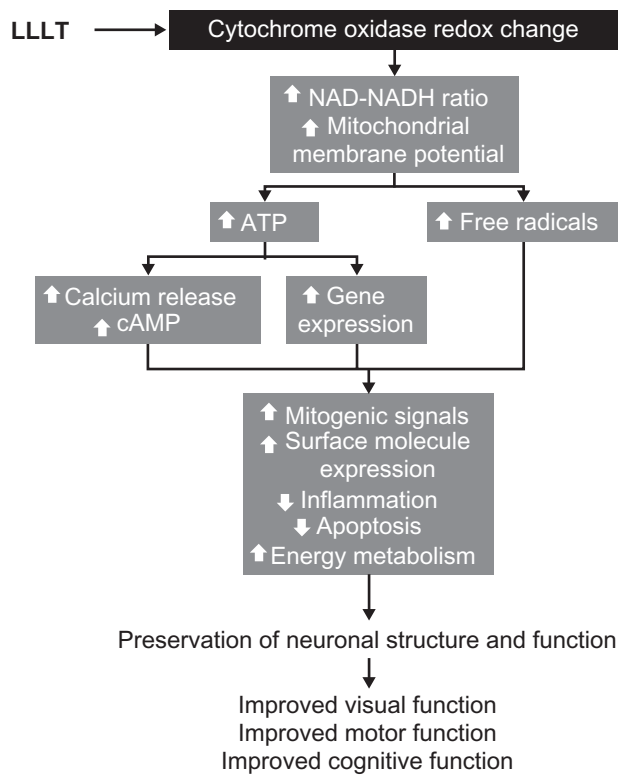 LLLT
Cytochrome oxidase redox change
NAD-NADH ratio
Mitochondrial
membrane potential
ATP
Free radicals
Calcium release
cAMP
Gene
expression
Mitogenic signals
Surface molecule
expression
Inflammation
Apoptosis
Energy metabolism
Preservation of neuronal structure and function
Improved visual function
Improved motor function
Improved cognitive function